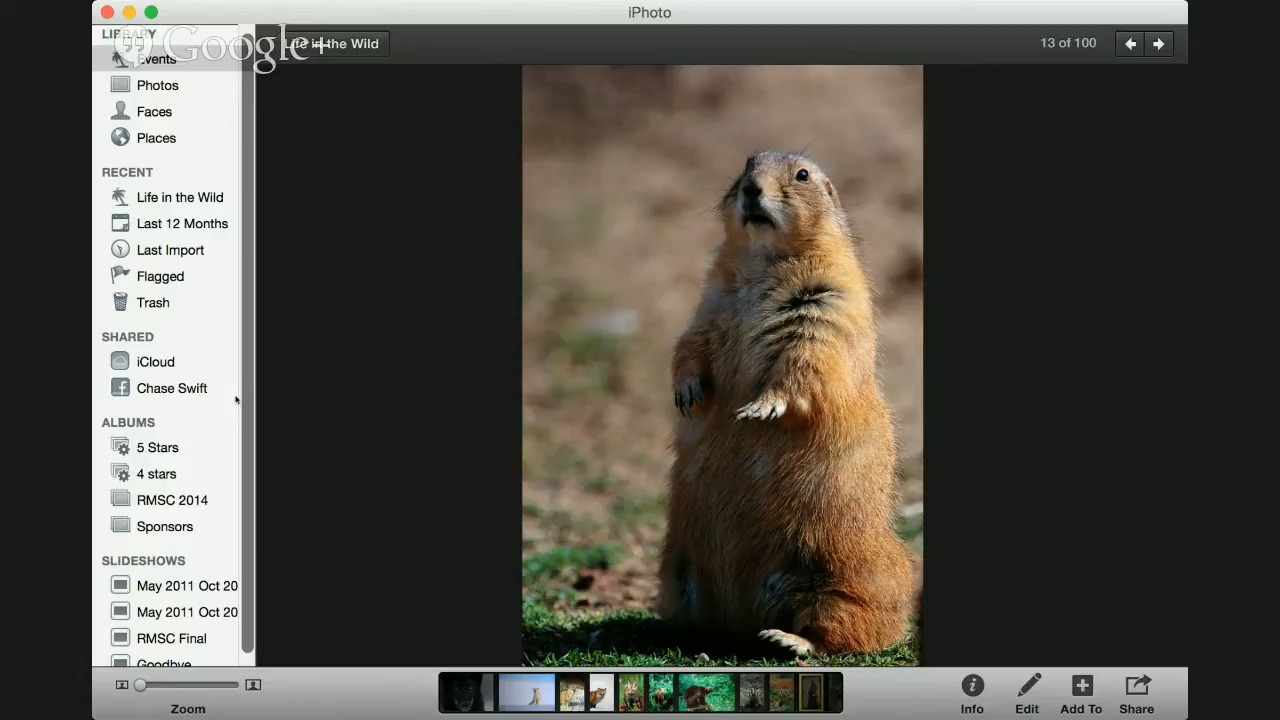 iPhoto
LIBRARY
Google+
Life in the Wild
13 of 100
Events
Photos
Faces
Places
RECENT
Life in the Wild
Last 12 Months
Last Import
Flagged
Trash
SHARED
iCloud
Chase Swift
ALBUMS
5 Stars
4 stars
RMSC 2014
Sponsors
SLIDESHOWS
May 2011 Oct 20
May 2011 Oct 20
RMSC Final
Goodbye
Zoom
Info
Edit
Add To
Share